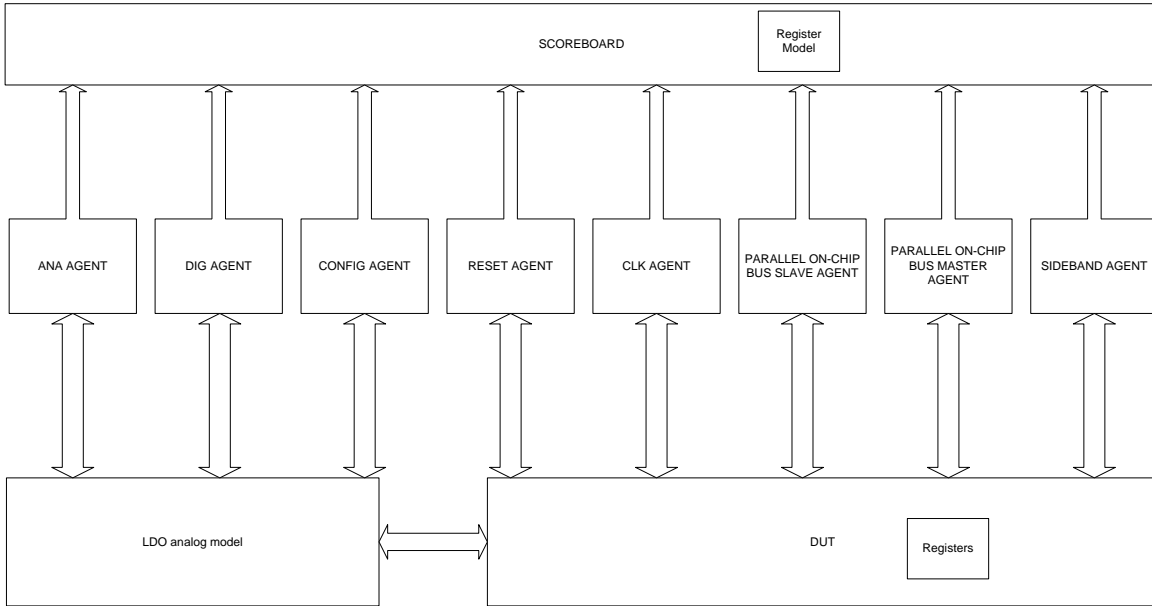 SCOREBOARD
Register
Model
ANA AGENT
DIG AGENT
CONFIG AGENT
RESET AGENT
CLK AGENT
PARALLEL ON-CHIP
BUS SLAVE AGENT
PARALLEL ON-CHIP
BUS MASTER
AGENT
SIDEBAND AGENT
LDO analog model
DUT
Registers